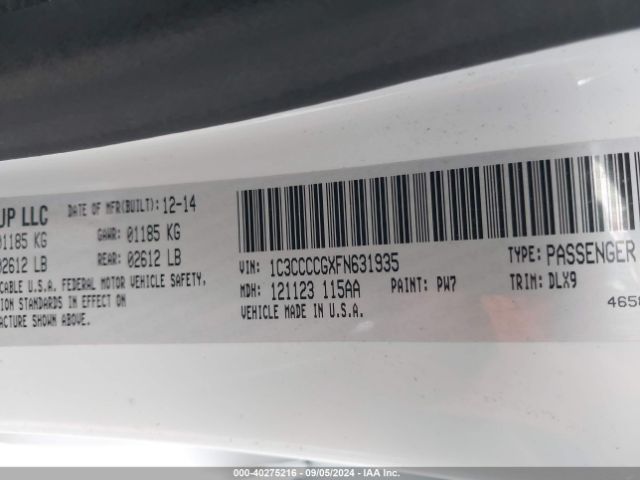 UP LLC DATE OF MFR(BUILT): 12-14
01185 KG GAWR: 01185 KG
02612 LB REAR: 02612 LB
CABLE U.S.A. FEDERAL MOTOR VEHICLE SAFETY,
ION STANDARDS IN EFFECT ON
ACTURE SHOWN ABOVE.
VIN: 1C3CCCCGXFN631935 TYPE: PASSENGER
MDH: 121123 115AA PAINT: PW7 TRIM: DLX9
VEHICLE MADE IN U.S.A.
4658
000-40275216 - 09/05/2024 - IAA Inc.